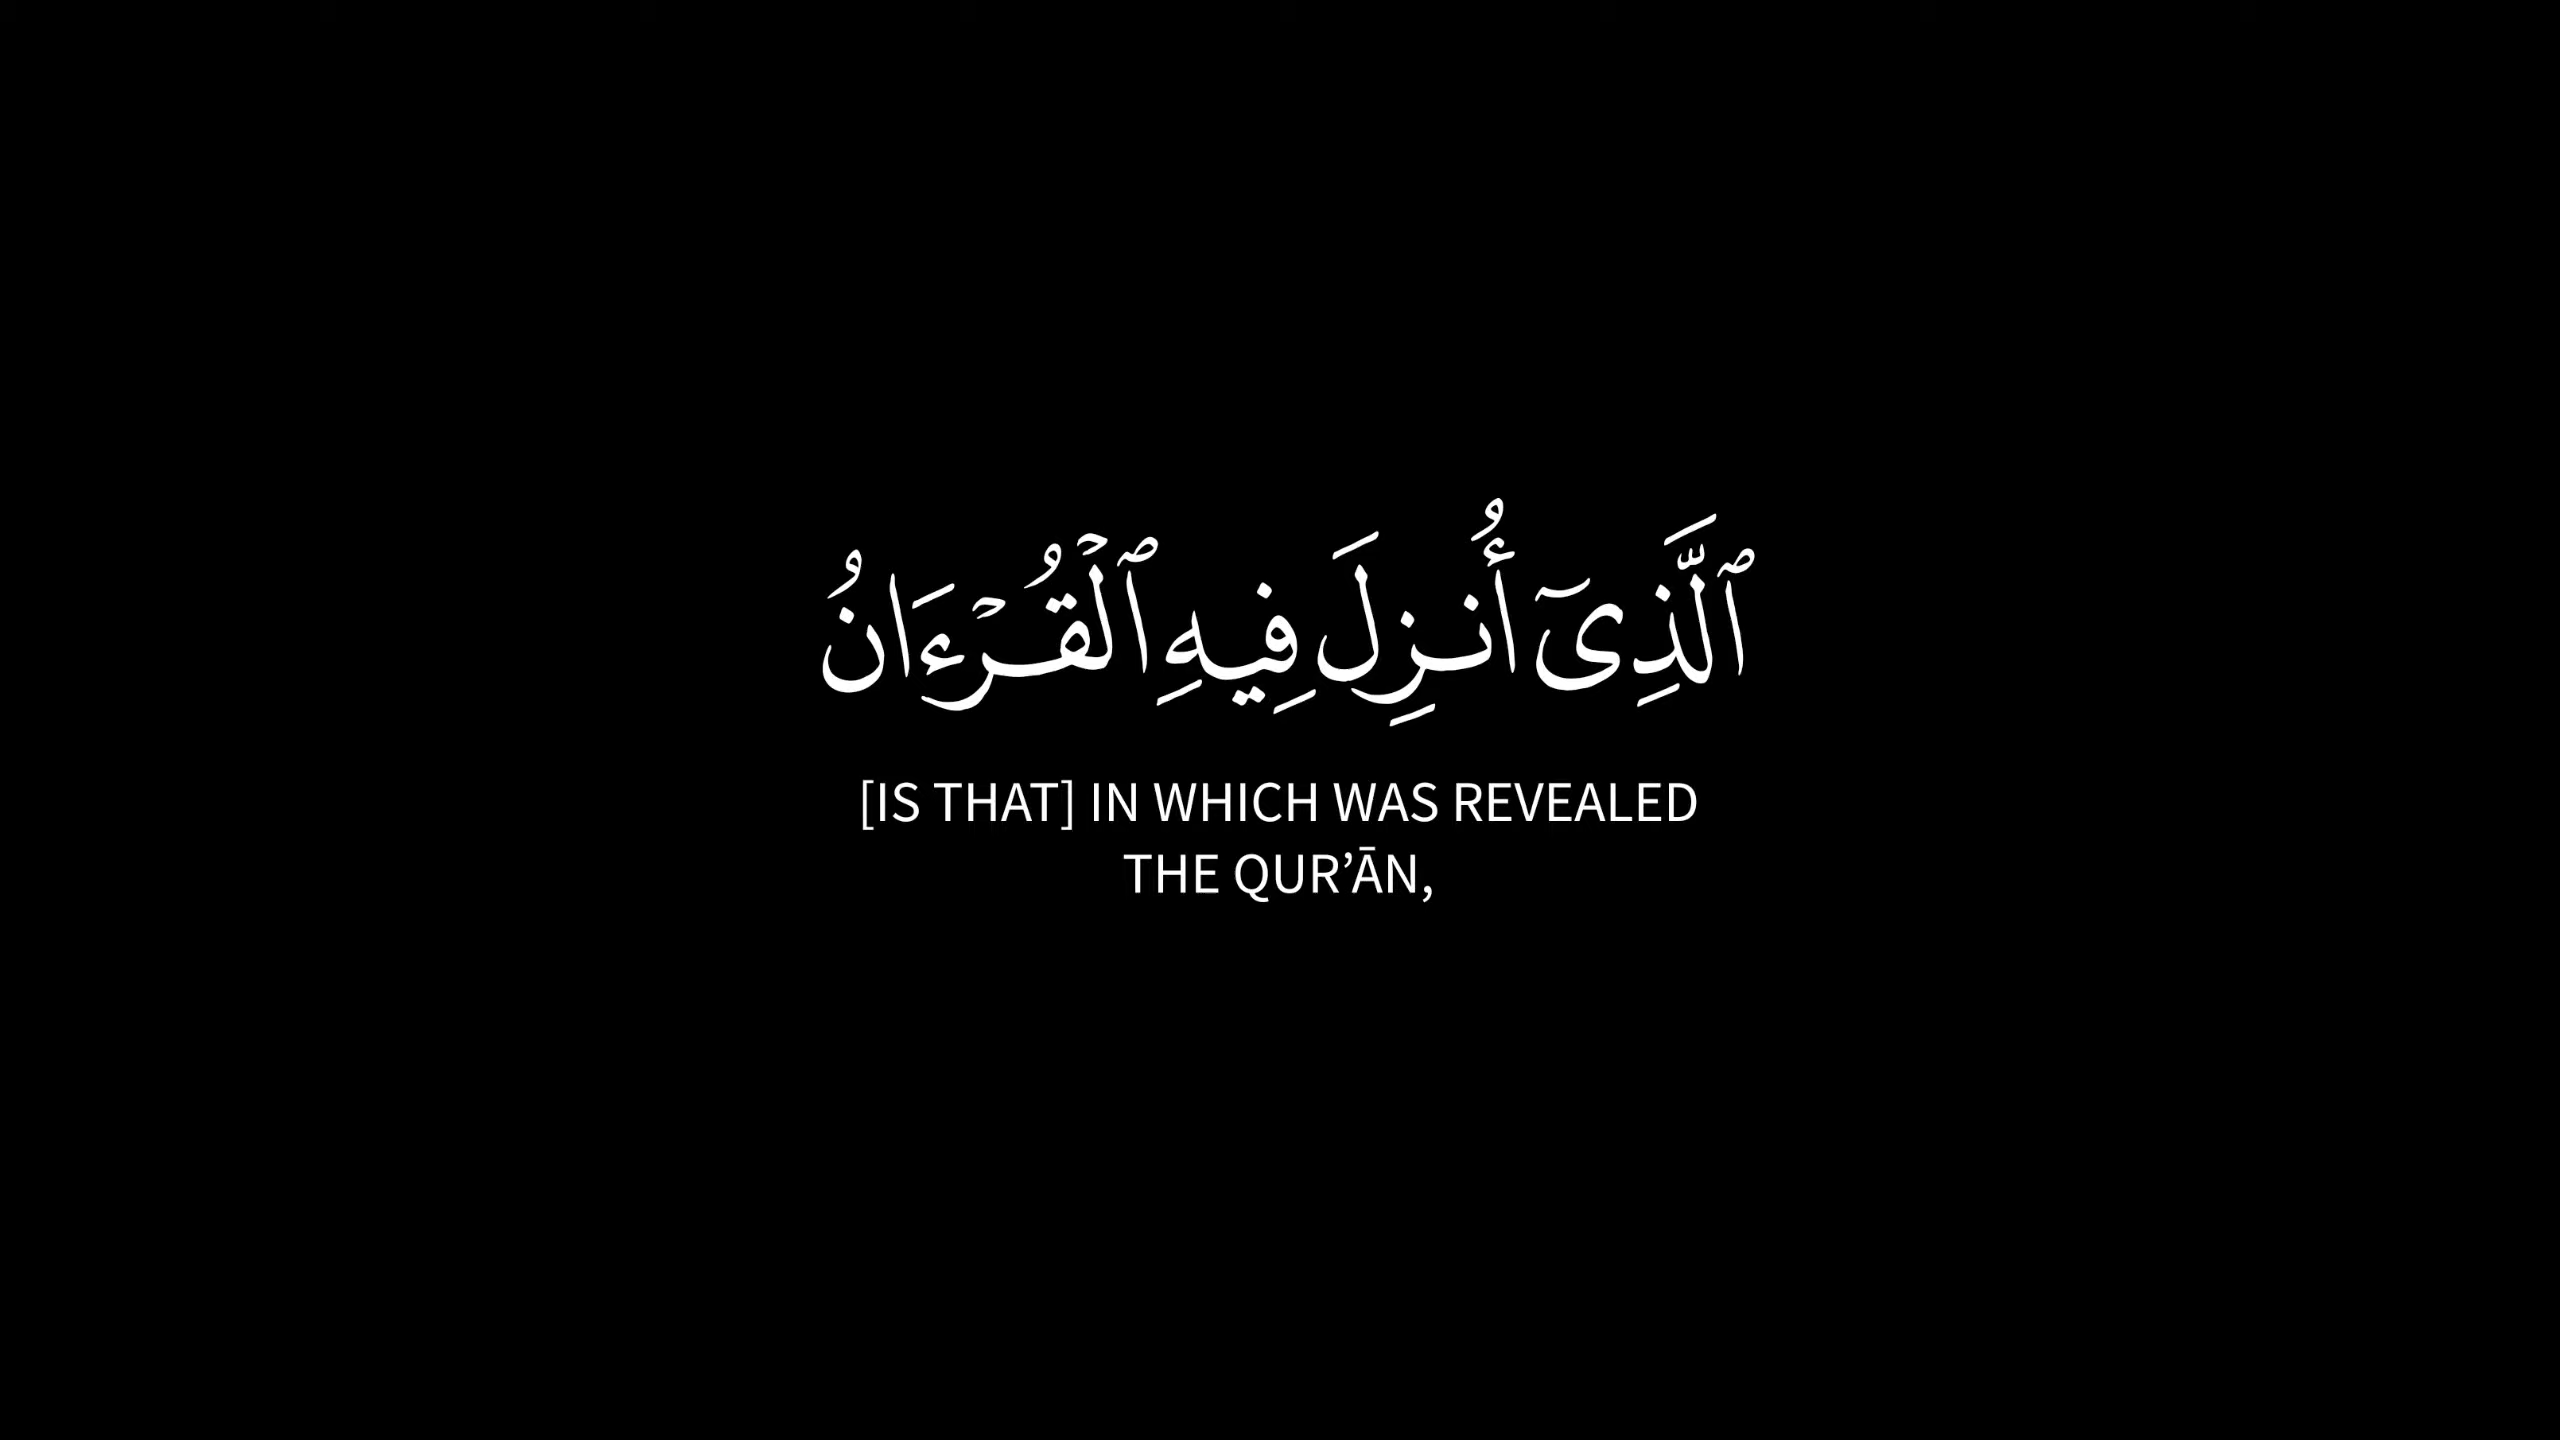 ٱلَّذِىٓ أُنزِلَ فِيهِ ٱلْقُرْءَانُ
[IS THAT] IN WHICH WAS REVEALED
THE QUR’ĀN,